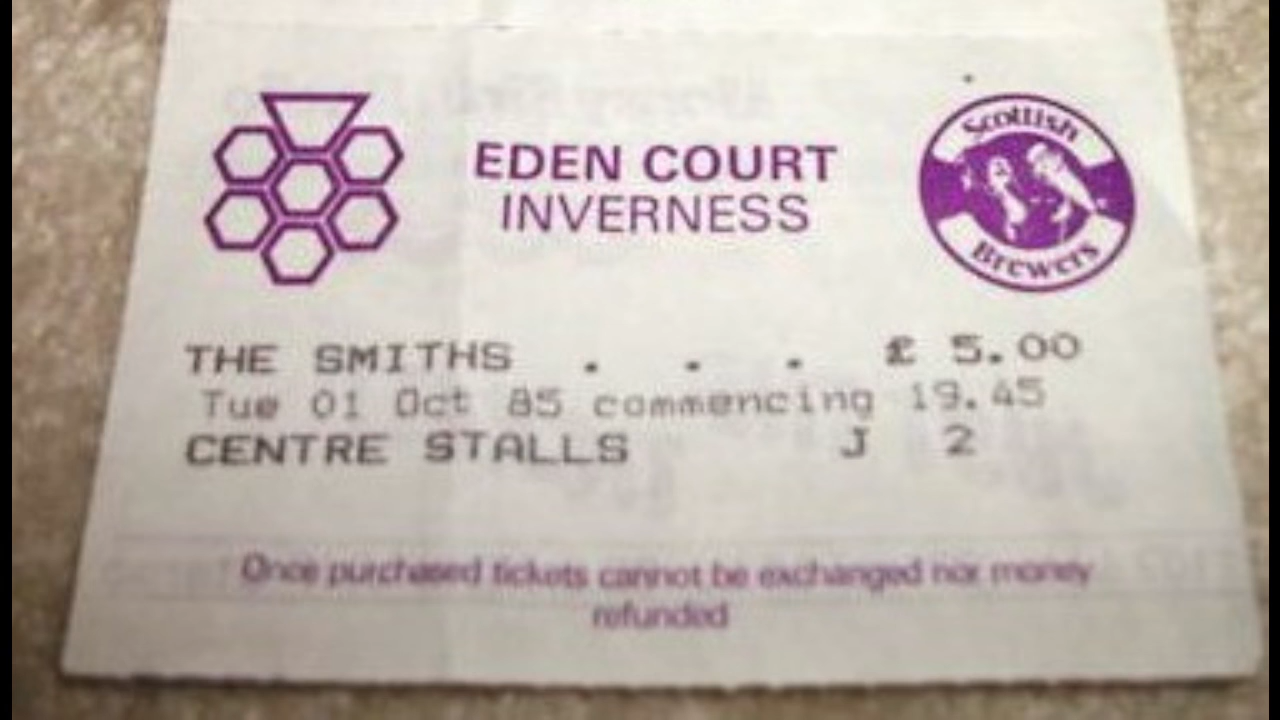 EDEN COURT
INVERNESS
Scottish
Brewers
THE SMITHS . . . £ 5.00
Tue 01 Oct 85 commencing 19.45
CENTRE STALLS J 2
Once purchased tickets cannot be exchanged nor money
refunded